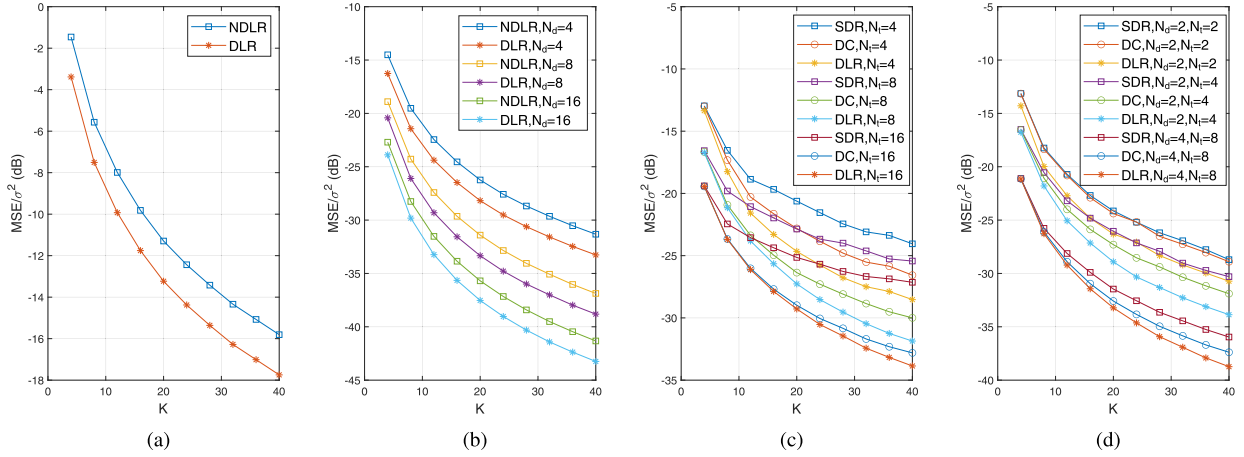 0
-2
-4
-6
-8
-10
-12
-14
-16
-18
0 10 20 30 40
K
MSE/σ² (dB)
NDLR
DLR
(a)
-10
-15
-20
-25
-30
-35
-40
-45
0 10 20 30 40
K
MSE/σ² (dB)
NDLR,N_d=4
DLR,N_d=4
NDLR,N_d=8
DLR,N_d=8
NDLR,N_d=16
DLR,N_d=16
(b)
-5
-10
-15
-20
-25
-30
-35
0 10 20 30 40
K
MSE/σ² (dB)
SDR,N_t=4
DC,N_t=4
DLR,N_t=4
SDR,N_t=8
DC,N_t=8
DLR,N_t=8
SDR,N_t=16
DC,N_t=16
DLR,N_t=16
(c)
-5
-10
-15
-20
-25
-30
-35
-40
0 10 20 30 40
K
MSE/σ² (dB)
SDR,N_d=2,N_t=2
DC,N_d=2,N_t=2
DLR,N_d=2,N_t=2
SDR,N_d=2,N_t=4
DC,N_d=2,N_t=4
DLR,N_d=2,N_t=4
SDR,N_d=4,N_t=8
DC,N_d=4,N_t=8
DLR,N_d=4,N_t=8
(d)